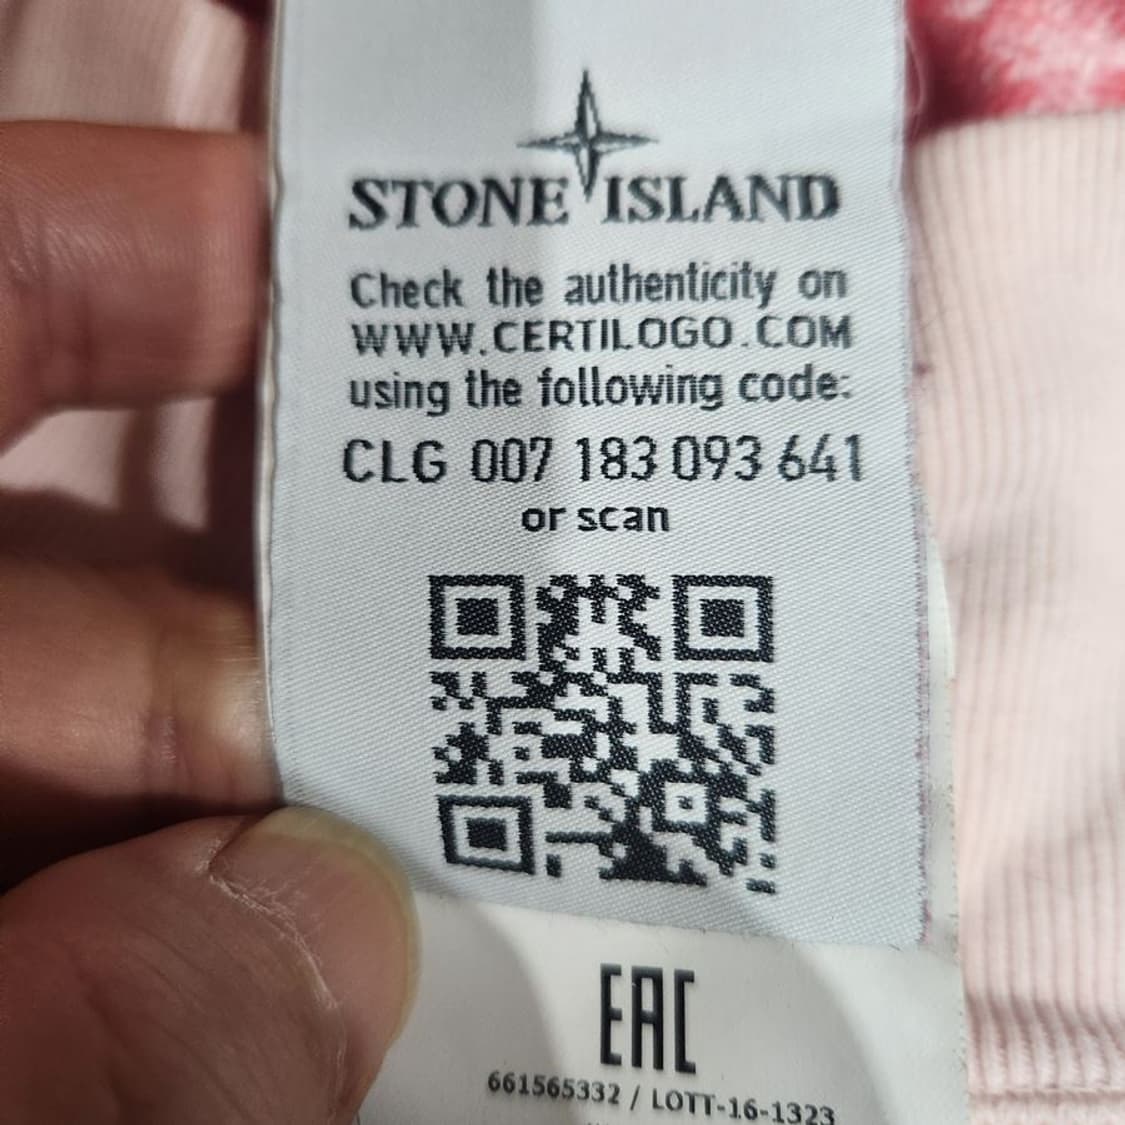 STONE ISLAND
Check the authenticity on
WWW.CERTILOGO.COM
using the following code:
CLG 007 183 093 641
or scan
EAC
661565332 / LOTT-16-1323